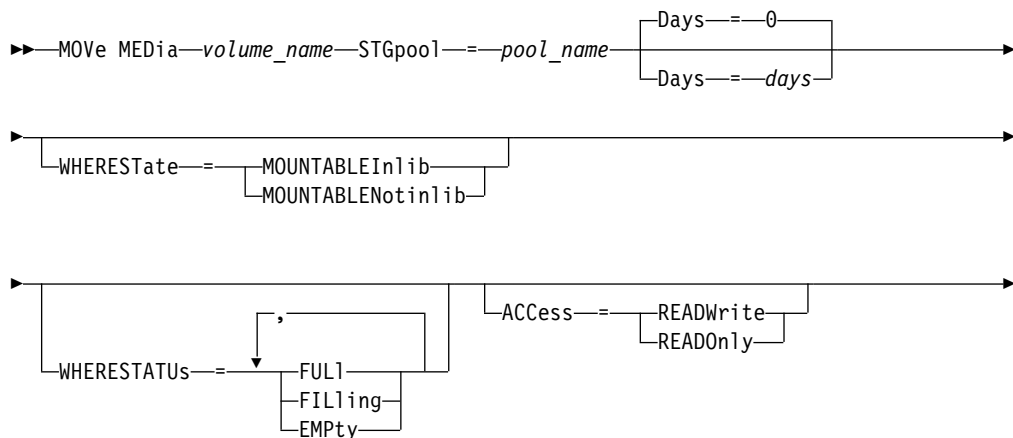 Days = 0
MOVe MEDia volume_name STGpool = pool_name
Days = days
WHERESTate = MOUNTABLEInlib
MOUNTABLENotinlib
,
WHERESTATUs = FULl
FILling
EMPty
ACCess = READWrite
READOnly